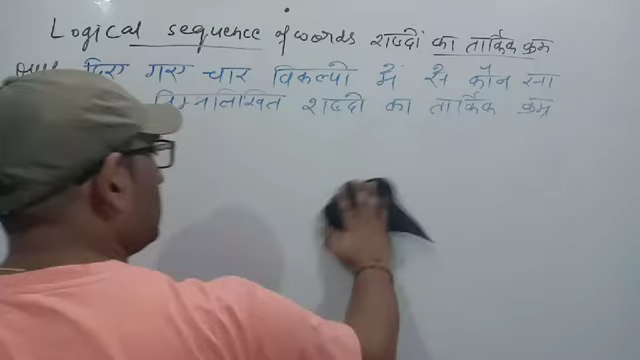 Logical sequence of words शब्दों का तार्किक क्रम
दिए गए चार विकल्पो में से कौन सा
निम्नलिखित शब्दो का तार्किक क्रम